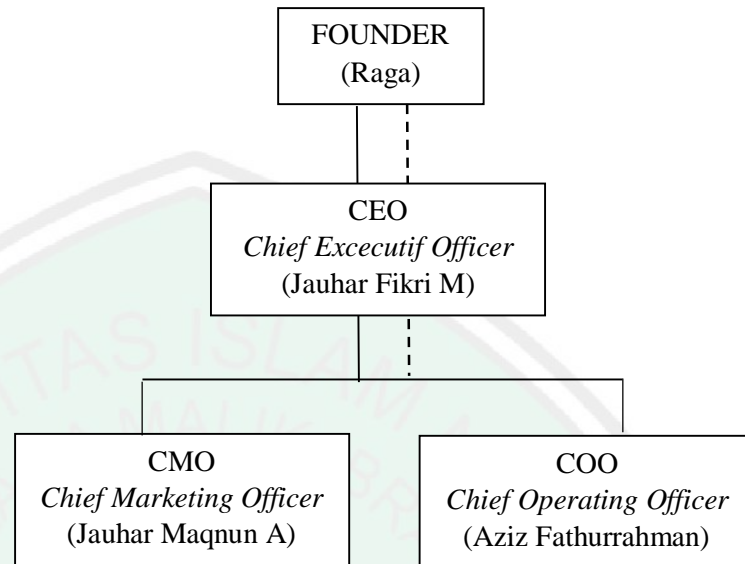 FOUNDER
(Raga)
CEO
Chief Excecutif Officer
(Jauhar Fikri M)
CMO
Chief Marketing Officer
(Jauhar Maqnun A)
COO
Chief Operating Officer
(Aziz Fathurrahman)